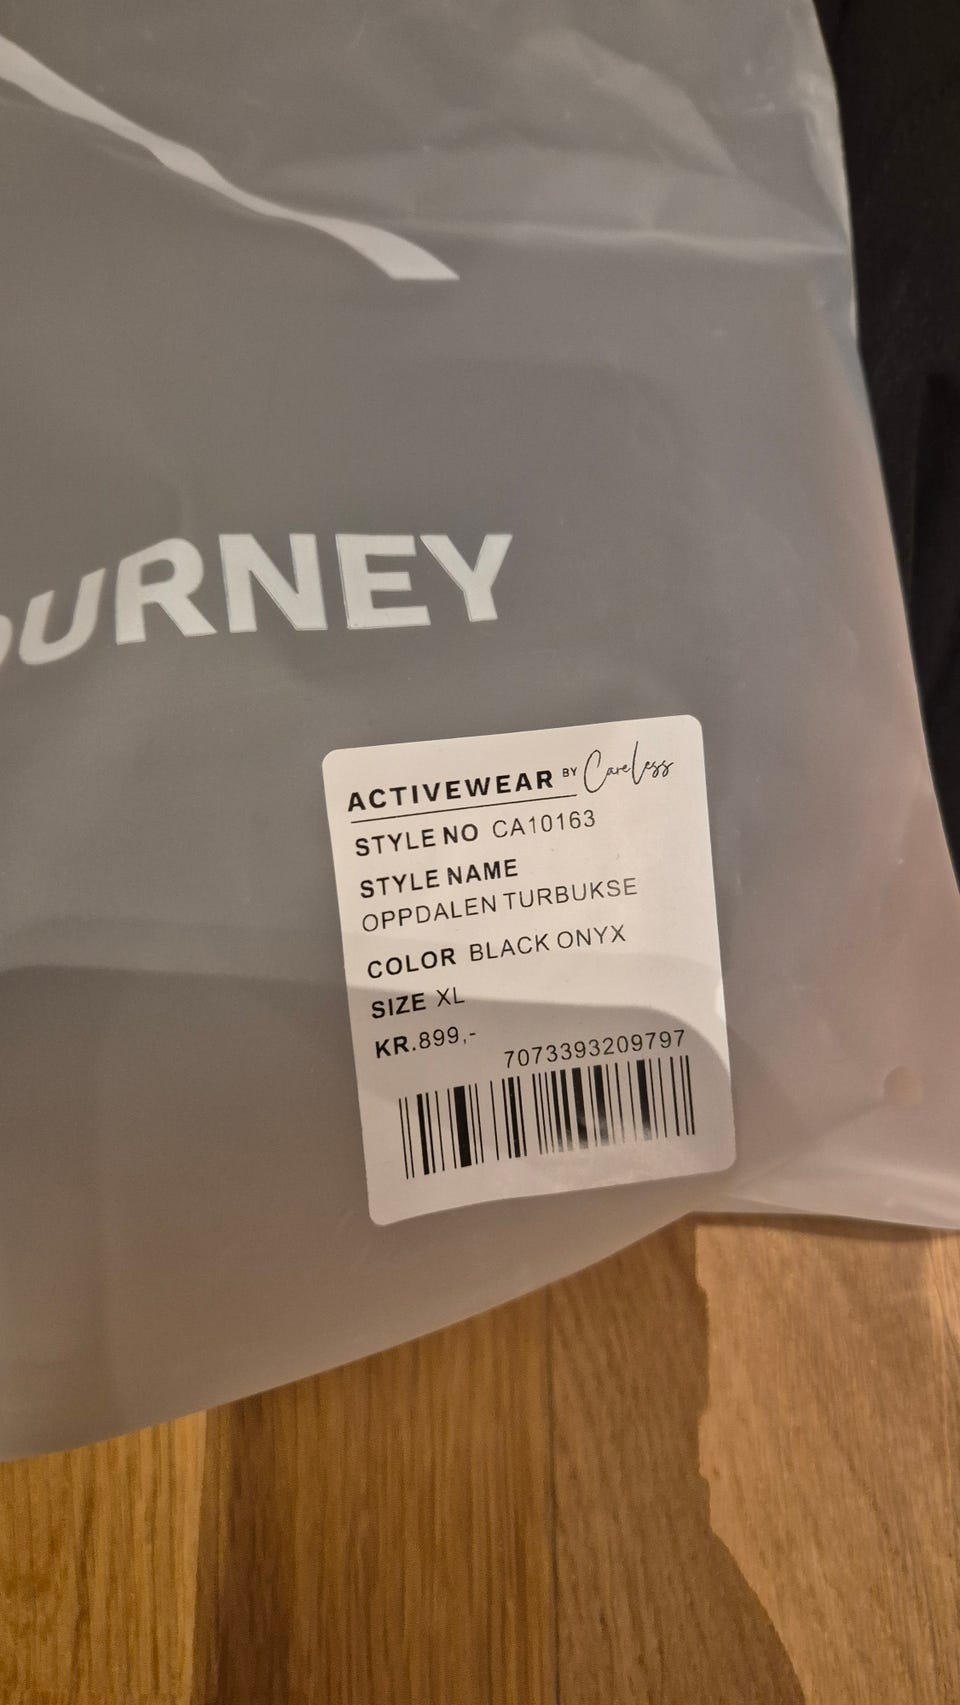 URNEY
ACTIVEWEAR BY Careless
STYLE NO CA10163
STYLE NAME
OPPDALEN TURBUKSE
COLOR BLACK ONYX
SIZE XL
KR.899,-
7073393209797